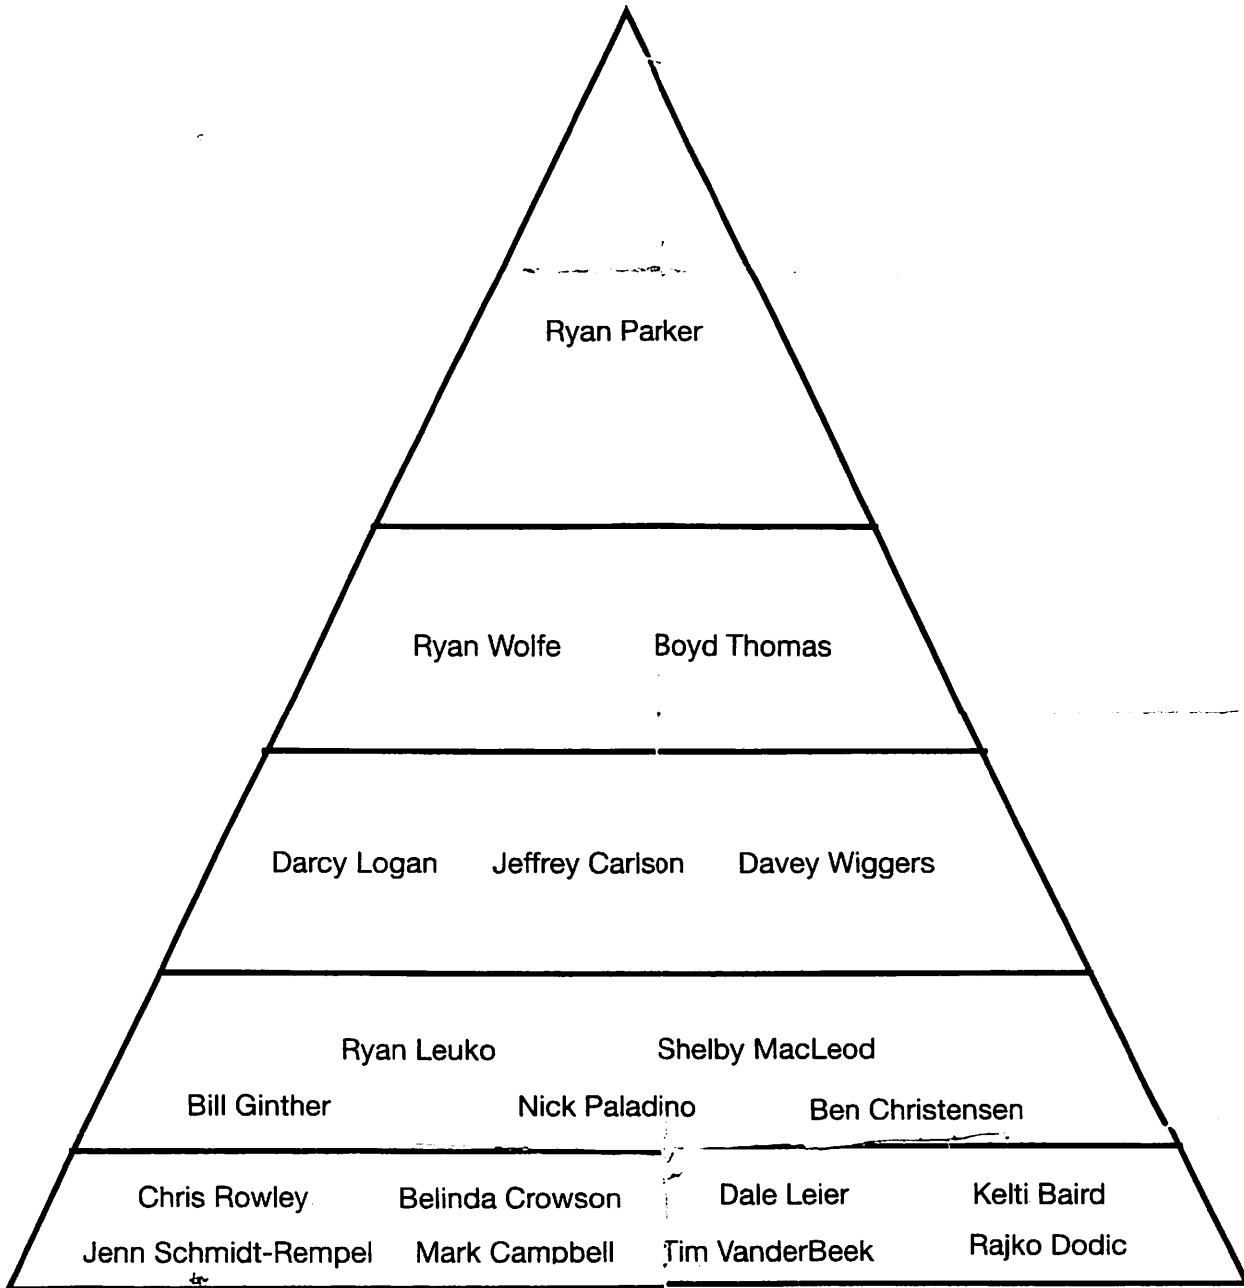 Ryan Parker
Ryan Wolfe Boyd Thomas
Darcy Logan Jeffrey Carlson Davey Wiggers
Ryan Leuko Shelby MacLeod
Bill Ginther Nick Paladino Ben Christensen
Chris Rowley Belinda Crowson Dale Leier Kelti Baird
Jenn Schmidt-Rempel Mark Campbell Tim VanderBeek Rajko Dodic